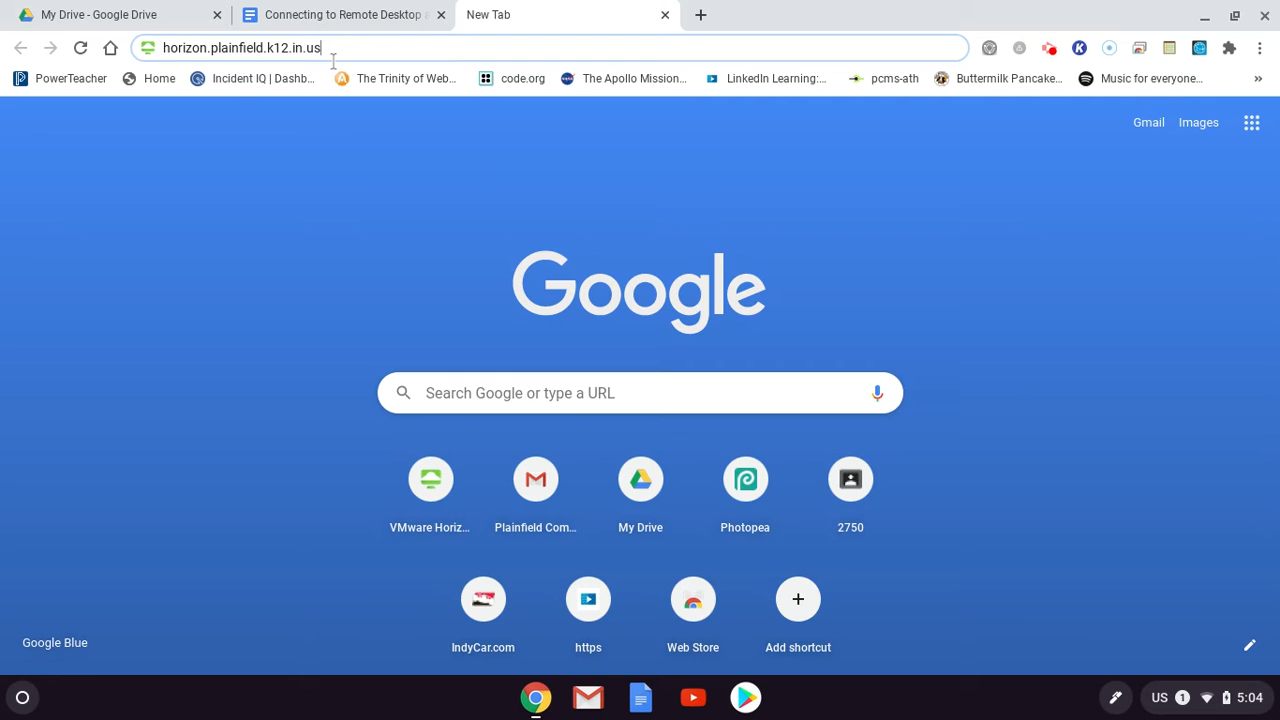 My Drive - Google Drive
Connecting to Remote Desktop a
New Tab
horizon.plainfield.k12.in.us
PowerTeacher
Home
Incident IQ | Dashb...
The Trinity of Web...
code.org
The Apollo Mission...
LinkedIn Learning:...
pcms-ath
Buttermilk Pancake...
Music for everyone...
»
Gmail
Images
Google
Search Google or type a URL
VMware Horiz...
Plainfield Com...
My Drive
Photopea
2750
IndyCar.com
https
Web Store
Add shortcut
Google Blue
US 1 5:04